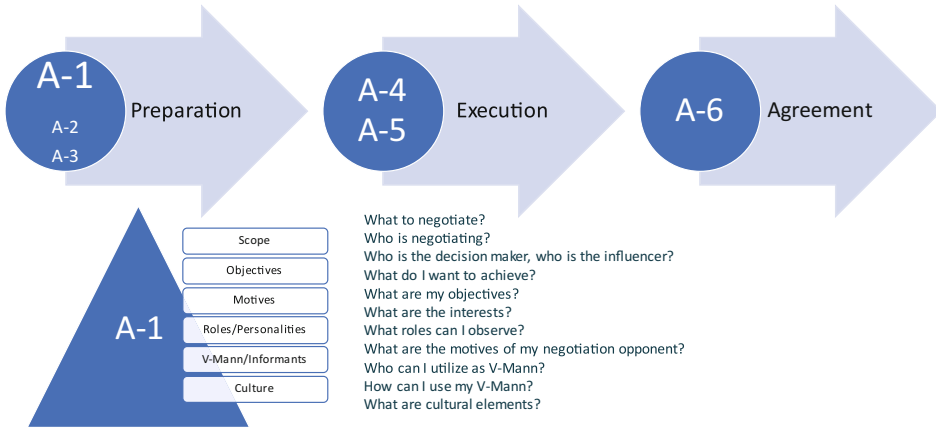 A-1
A-2
A-3
Preparation
A-4
A-5
Execution
A-6
Agreement
A-1
Scope
Objectives
Motives
Roles/Personalities
V-Mann/Informants
Culture
What to negotiate?
Who is negotiating?
Who is the decision maker, who is the influencer?
What do I want to achieve?
What are my objectives?
What are the interests?
What roles can I observe?
What are the motives of my negotiation opponent?
Who can I utilize as V-Mann?
How can I use my V-Mann?
What are cultural elements?